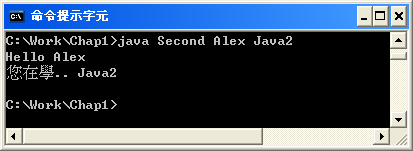 命令提示字元
C:\Work\Chap1>java Second Alex Java2
Hello Alex
您在學.. Java2
C:\Work\Chap1>